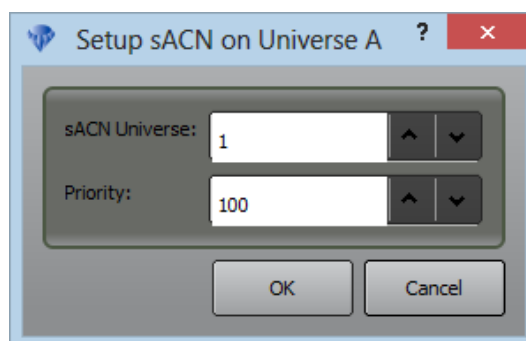 Setup sACN on Universe A ?
sACN Universe: 1
Priority: 100
OK Cancel